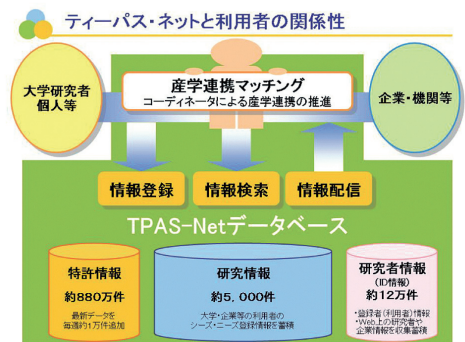 ティーパス・ネットと利用者の関係性
大学研究者
個人等
産学連携マッチング
コーディネータによる産学連携の推進
企業・機関等
情報登録
情報検索
情報配信
TPAS-Netデータベース
特許情報
約880万件
最新データを
毎週約1万件追加
研究情報
約5,000件
大学・企業等の利用者の
シーズ・ニーズ登録情報を蓄積
研究者情報
(ID情報)
約12万件
・登録者(利用者)情報
・Web上の研究者や
企業情報を収集蓄積